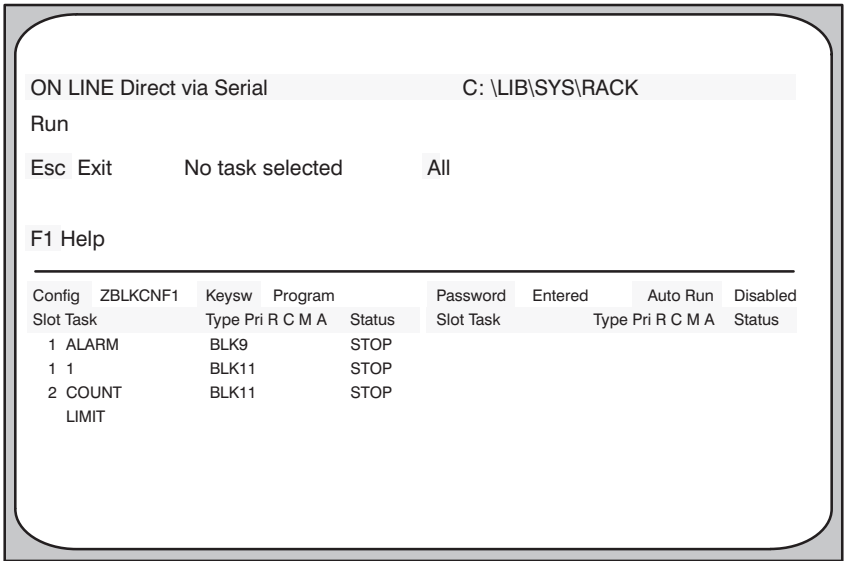 ON LINE Direct via Serial C: \LIB\SYS\RACK
Run
Esc Exit No task selected All
F1 Help
Config ZBLKCNF1 Keysw Program Password Entered Auto Run Disabled
Slot Task Type Pri R C M A Status Slot Task Type Pri R C M A Status
1 ALARM BLK9 STOP
1 1 BLK11 STOP
2 COUNT BLK11 STOP
LIMIT